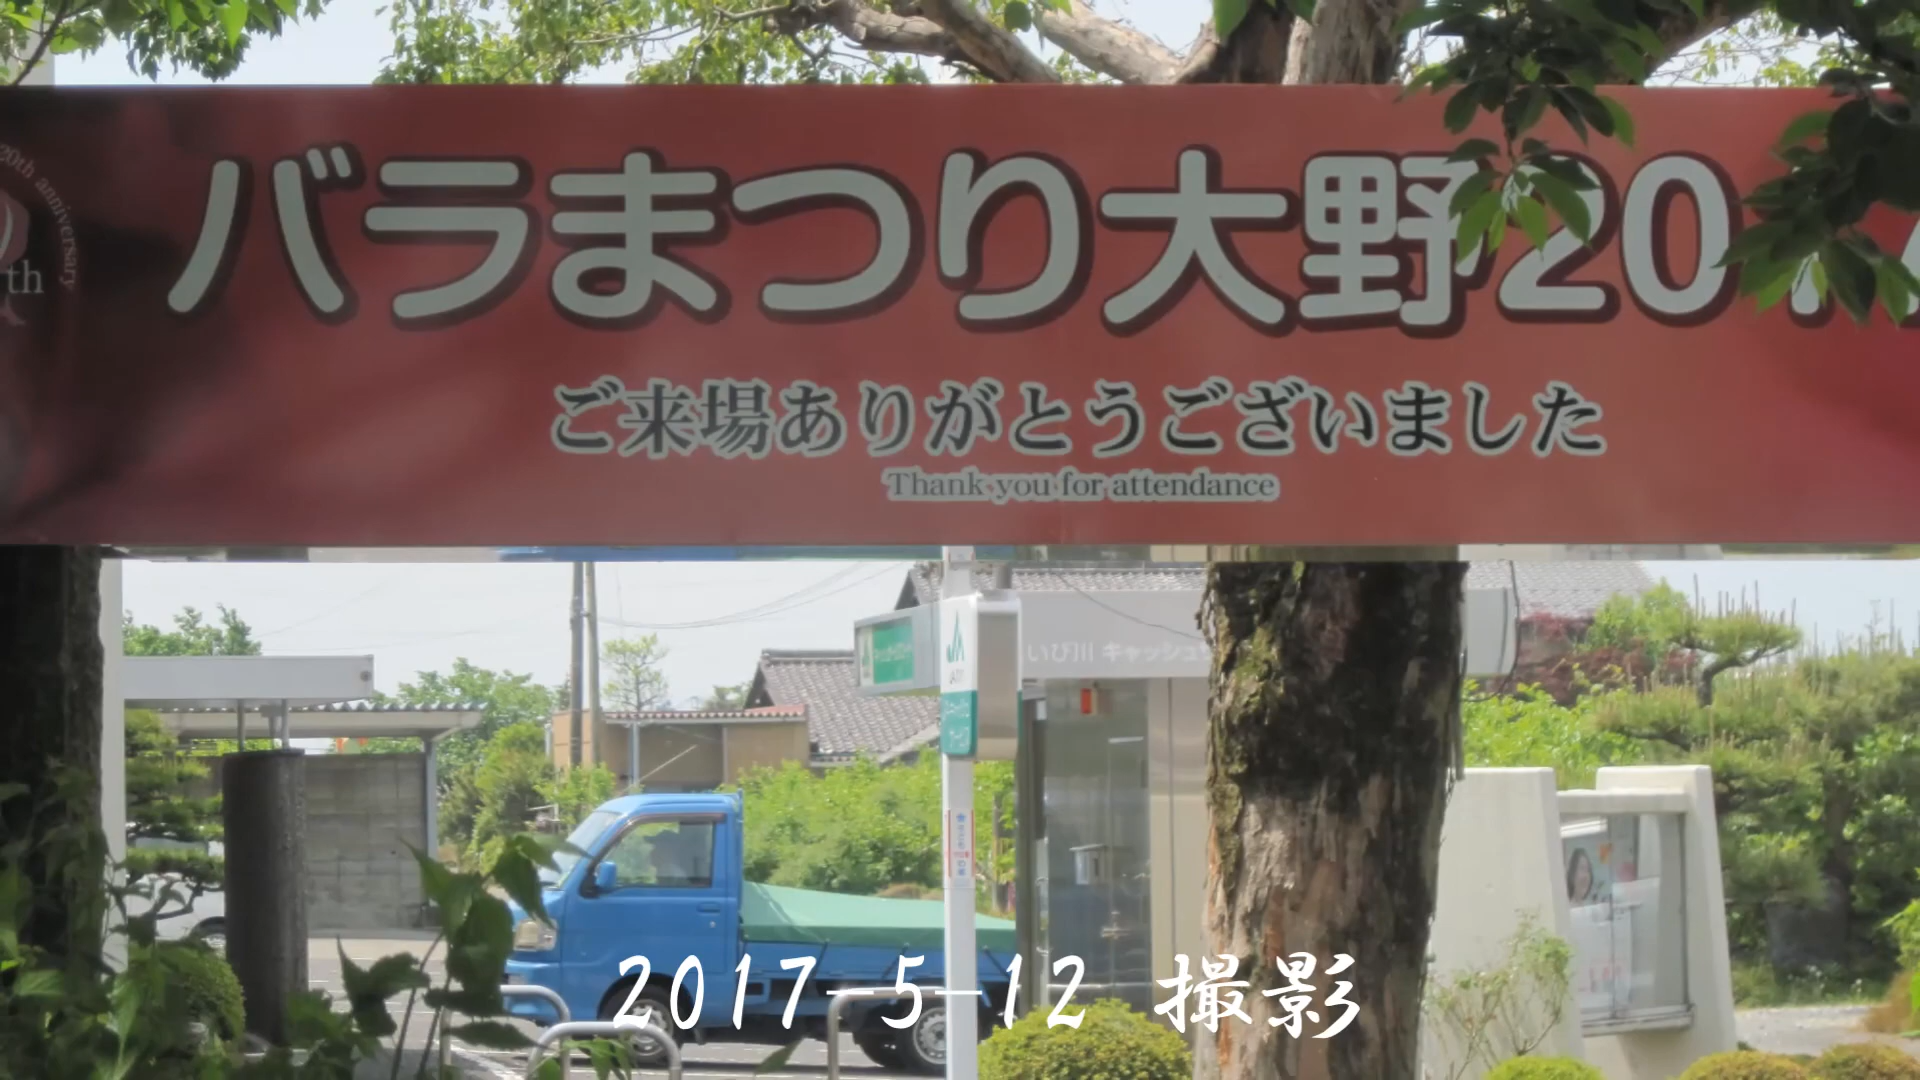 20th anniversary
th
バラまつり大野201
ご来場ありがとうございました
Thank you for attendance
JA
いび川 キャッシュ
2017-5-12 撮影